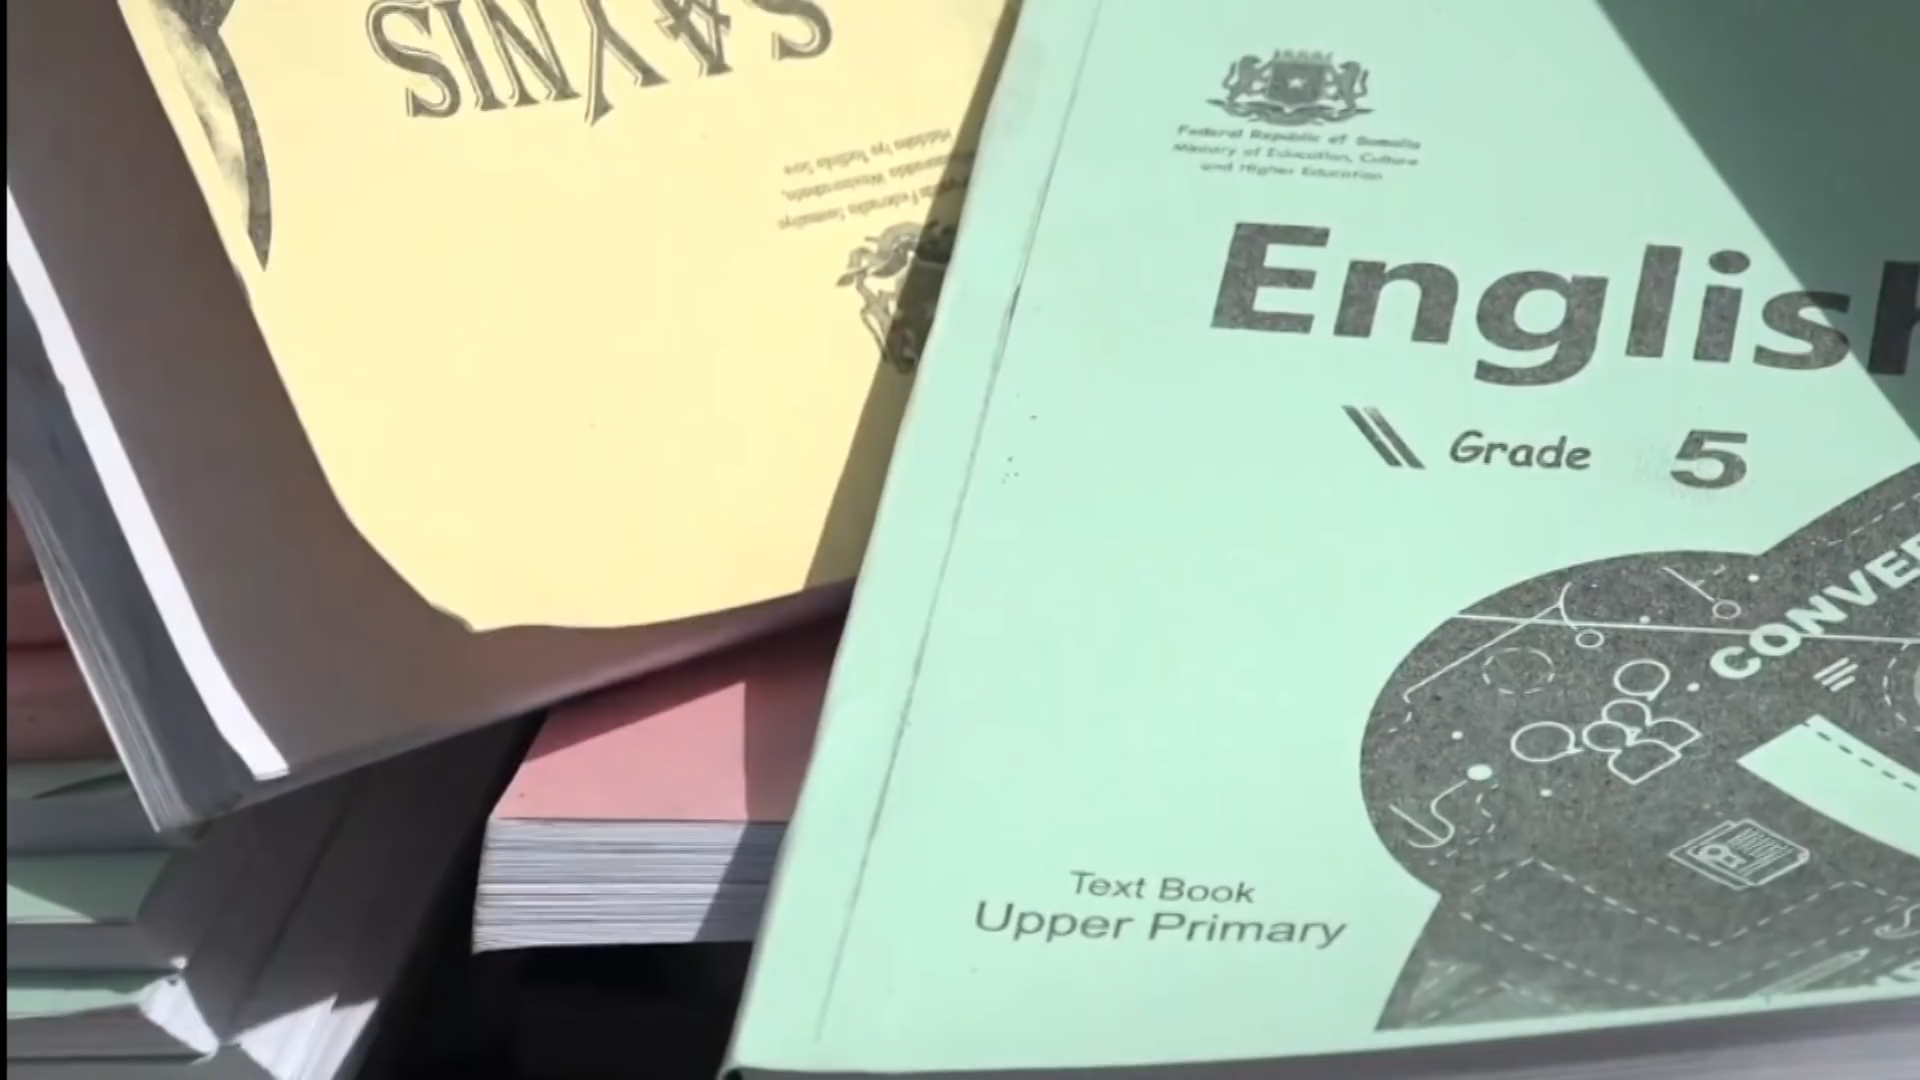 SAYNIS
Federal Republic of Somalia
Ministry of Education, Culture
and Higher Education
English
Grade 5
CONVE
Text Book
Upper Primary